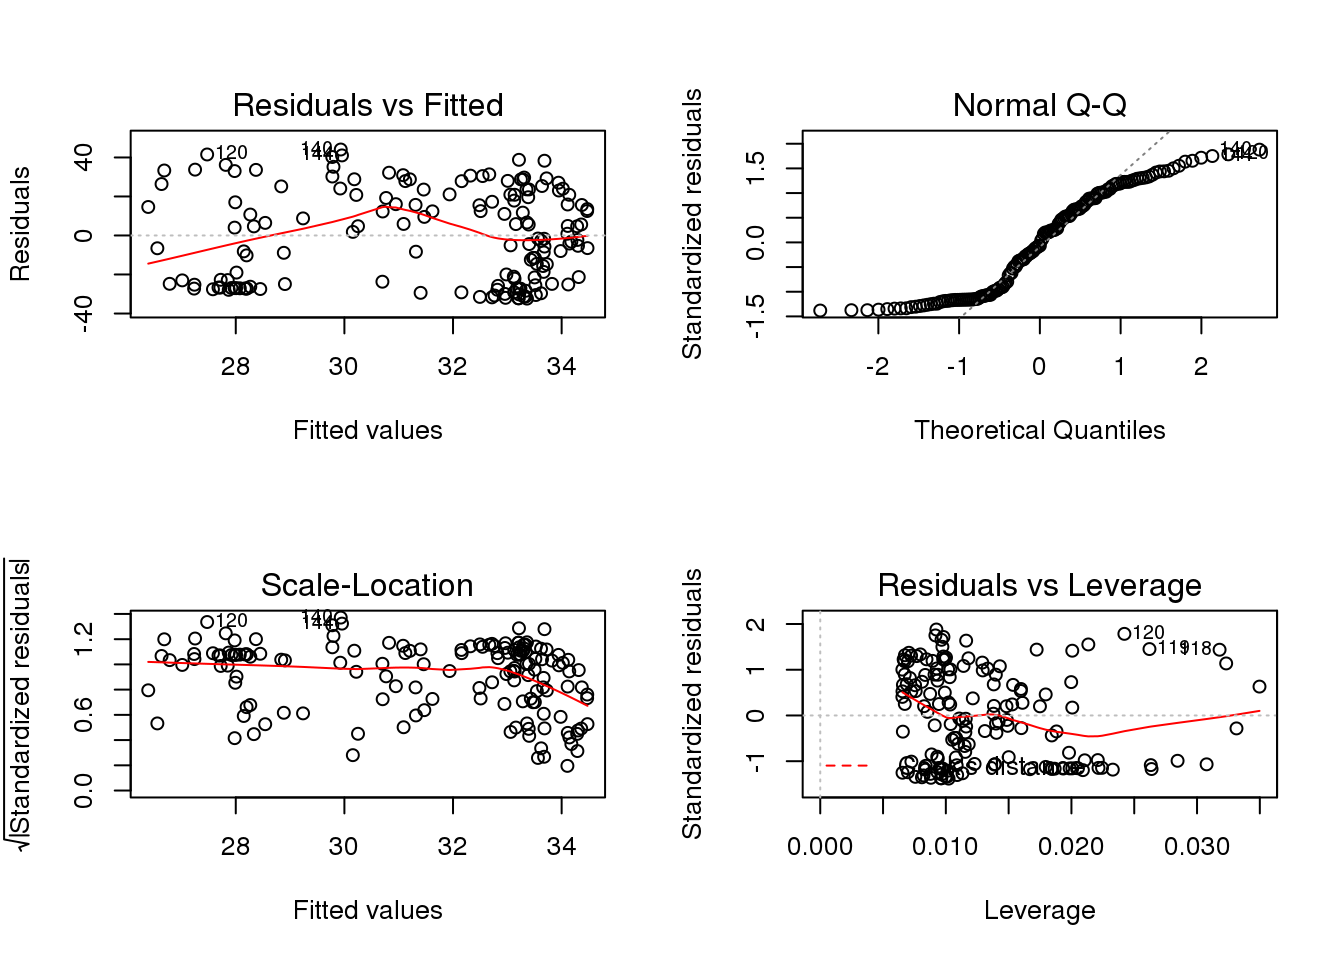 Residuals vs Fitted
Residuals
40
0
-40
120
140
144
28 30 32 34
Fitted values
Normal Q-Q
Standardized residuals
1.5
0.0
-1.5
-2 -1 0 1 2
Theoretical Quantiles
Scale-Location
√|Standardized residuals|
1.2
0.6
0.0
120
140
144
28 30 32 34
Fitted values
Residuals vs Leverage
Standardized residuals
2
1
0
-1
120
119
118
distance
0.000 0.010 0.020 0.030
Leverage